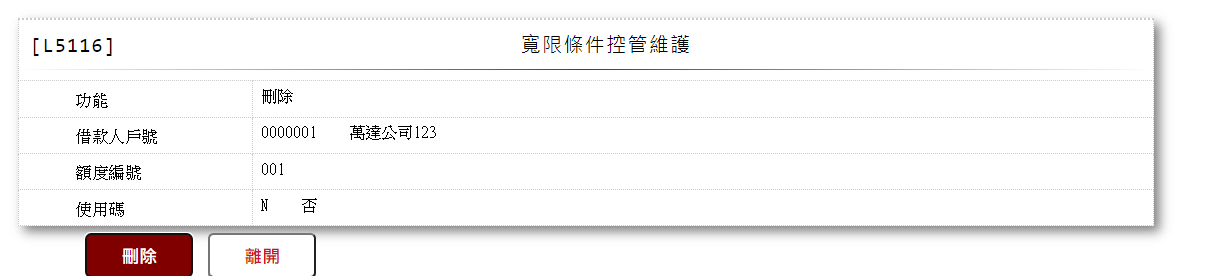 [L5116] 寬限條件控管維護
功能 刪除
借款人戶號 0000001 萬達公司123
額度編號 001
使用碼 N 否
刪除 離開